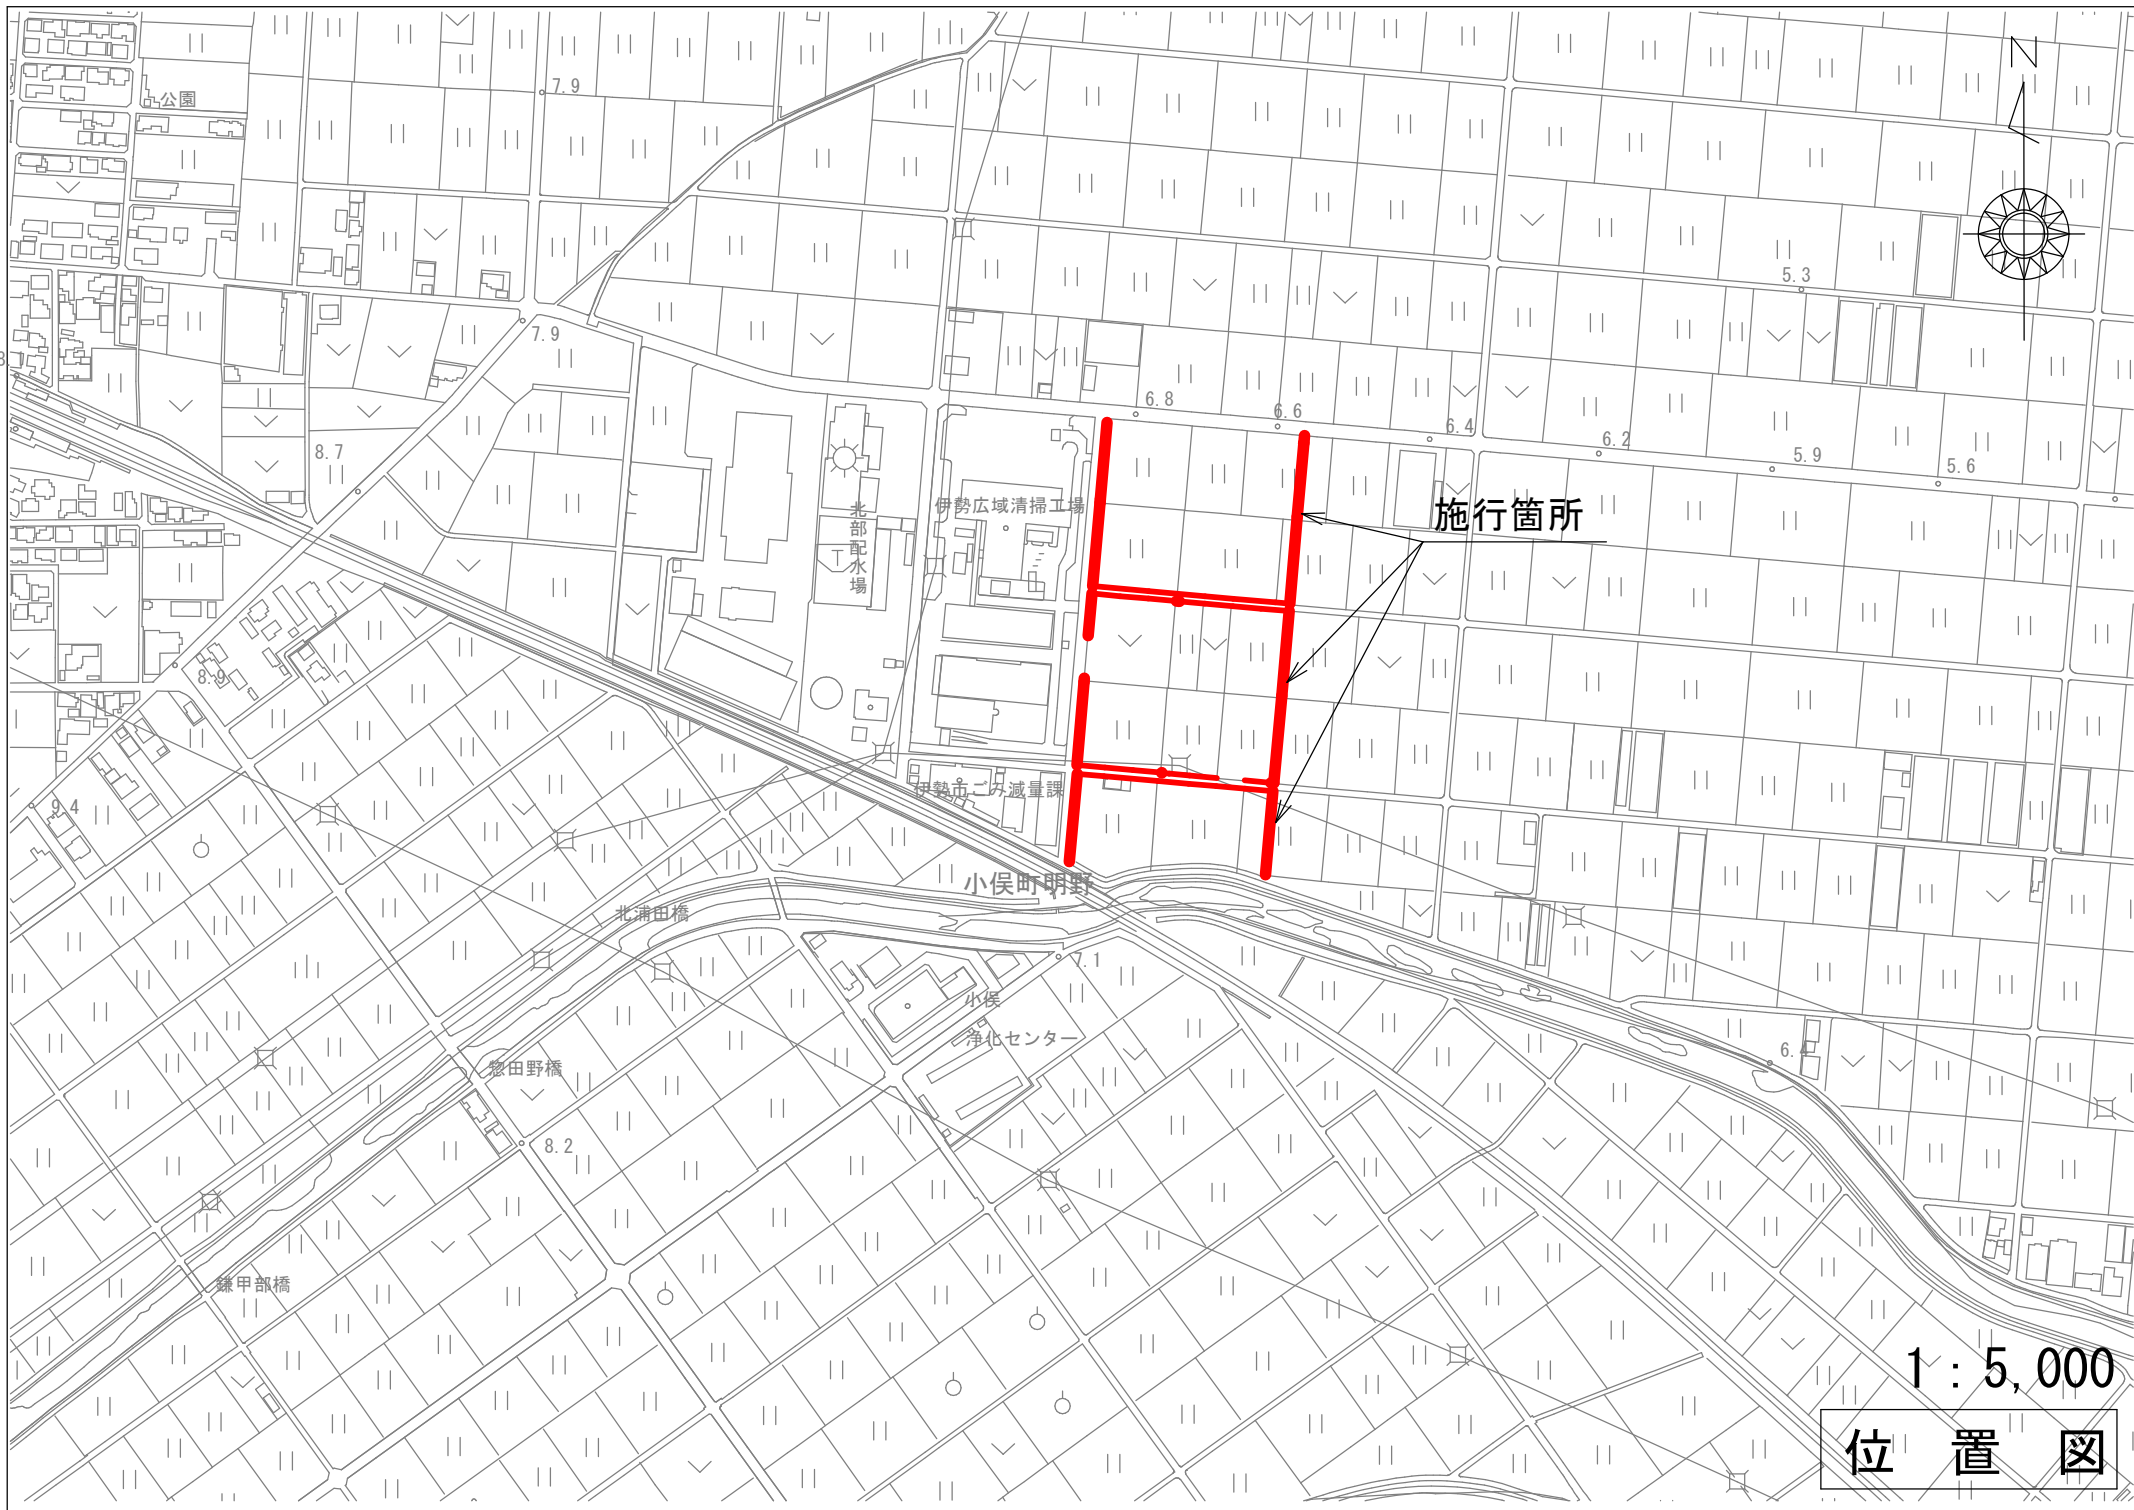 公園
7.9
N
5.3
7.9
6.8
6.6
6.4
6.2
5.9
5.6
8.7
伊勢広域清掃工場
北部配水場
施行箇所
8.9
9.4
伊勢市ごみ減量課
小俣町明野
北浦田橋
7.1
小俣
浄化センター
6.4
惣田野橋
8.2
鎌甲部橋
1:5,000
位置図